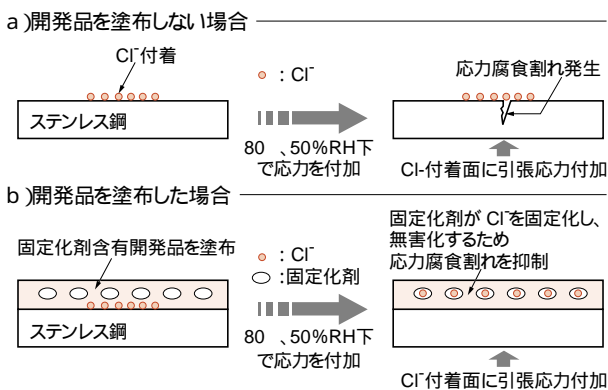 a)開発品を塗布しない場合
Cl⁻付着
ステンレス鋼
: Cl⁻
80 、50%RH下
で応力を付加
応力腐食割れ発生
Cl-付着面に引張応力付加
b)開発品を塗布した場合
固定化剤含有開発品を塗布
ステンレス鋼
: Cl⁻
:固定化剤
80 、50%RH下
で応力を付加
固定化剤が Cl⁻を固定化し、
無害化するため
応力腐食割れを抑制
Cl⁻付着面に引張応力付加